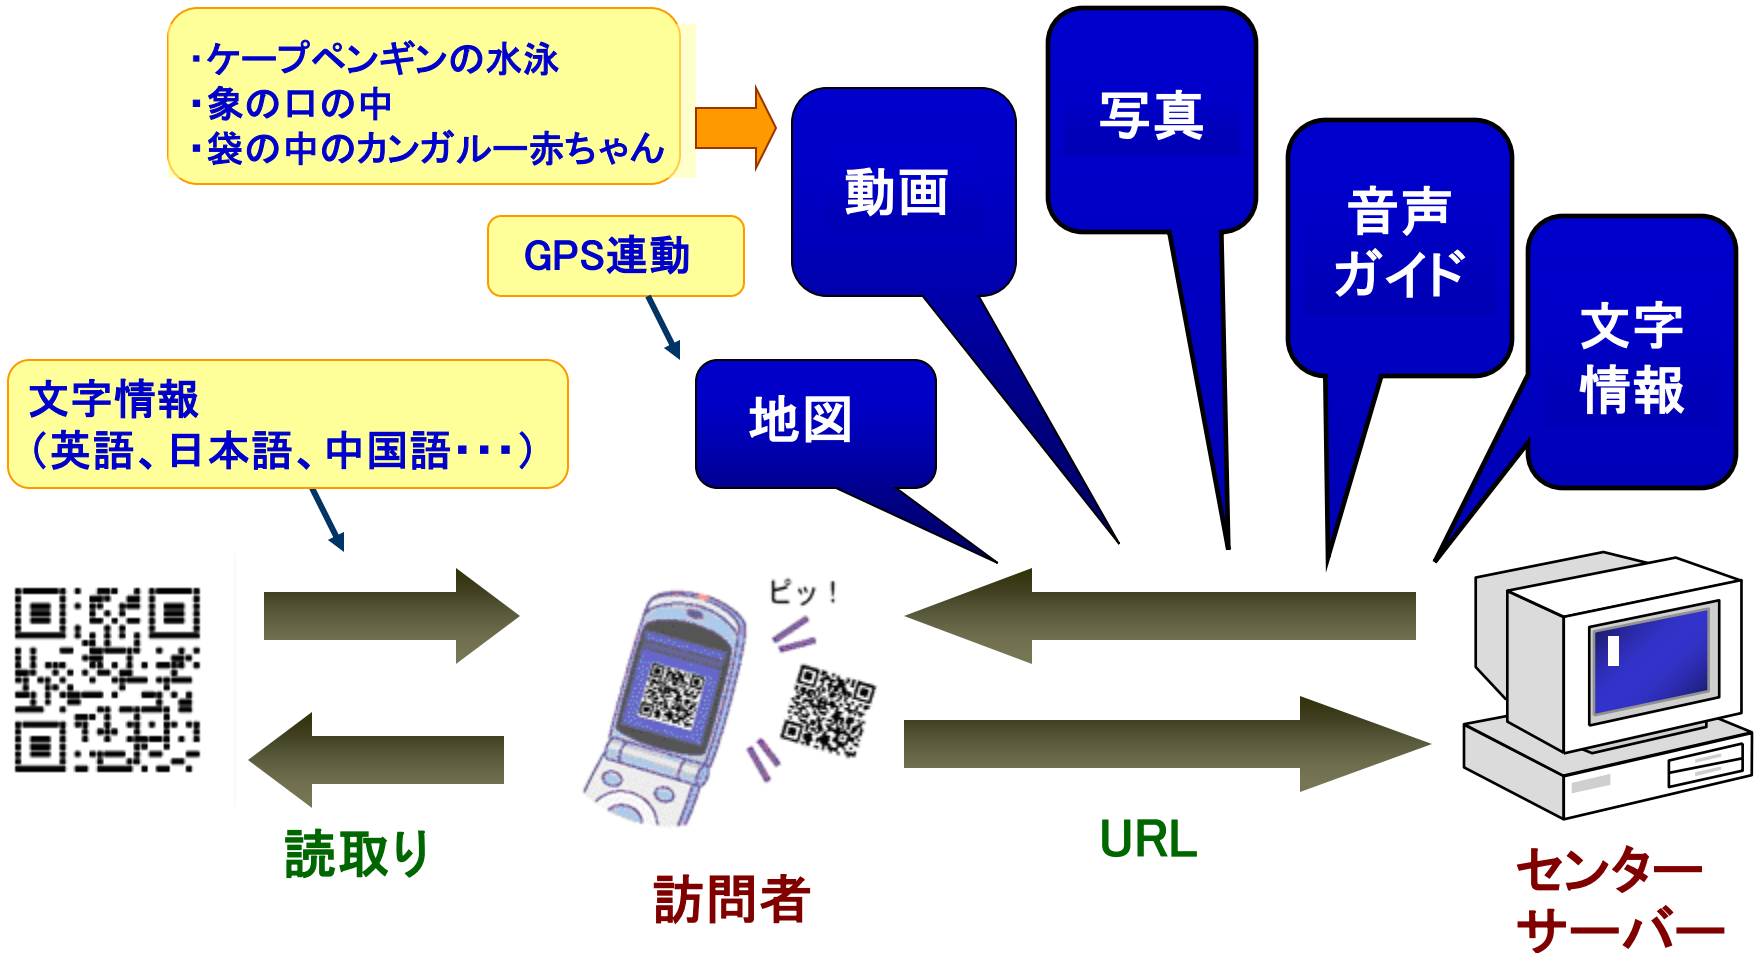 ・ケープペンギンの水泳
・象の口の中
・袋の中のカンガルー赤ちゃん
動画
写真
音声
ガイド
文字
情報
GPS連動
地図
文字情報
（英語、日本語、中国語・・・）
ピッ！
読取り
訪問者
URL
センター
サーバー